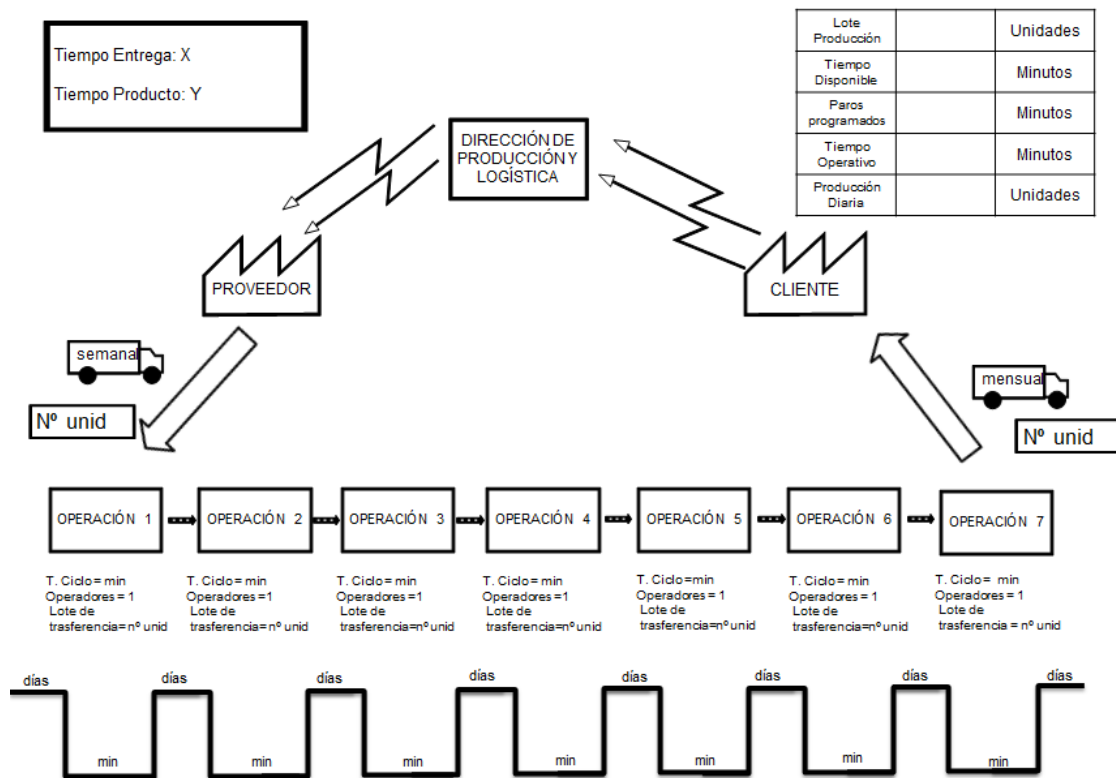 Tiempo Entrega: X
Tiempo Producto: Y
Lote
Producción
Unidades
Tiempo
Disponible
Minutos
Paros
programados
Minutos
Tiempo
Operativo
Minutos
Producción
Diaria
Unidades
DIRECCIÓN DE
PRODUCCIÓN Y
LOGÍSTICA
PROVEEDOR
CLIENTE
semanal
Nº unid
mensual
Nº unid
OPERACIÓN 1
OPERACIÓN 2
OPERACIÓN 3
OPERACIÓN 4
OPERACIÓN 5
OPERACIÓN 6
OPERACIÓN 7
T. Ciclo= min
Operadores = 1
Lote de
trasferencia=nº unid
T. Ciclo= min
Operadores =1
Lote de
trasferencia=nº unid
T. Ciclo= min
Operadores =1
Lote de
trasferencia=nº unid
T. Ciclo= min
Operadores =1
Lote de
trasferencia=nº unid
T. Ciclo=min
Operadores = 1
Lote de
trasferencia=nº unid
T. Ciclo= min
Operadores = 1
Lote de
trasferencia=nº unid
T. Ciclo= min
Operadores = 1
Lote de
trasferencia = nº unid
días
días
días
días
días
días
días
días
min
min
min
min
min
min
min